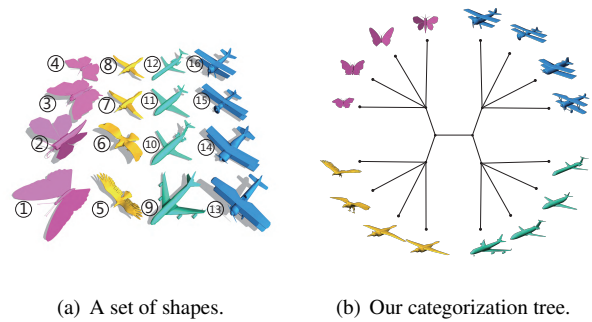 ④ ⑧ ⑫ ⑯
③ ⑦ ⑪ ⑮
② ⑥ ⑩ ⑭
① ⑤ ⑨ ⑬
(a) A set of shapes.
(b) Our categorization tree.